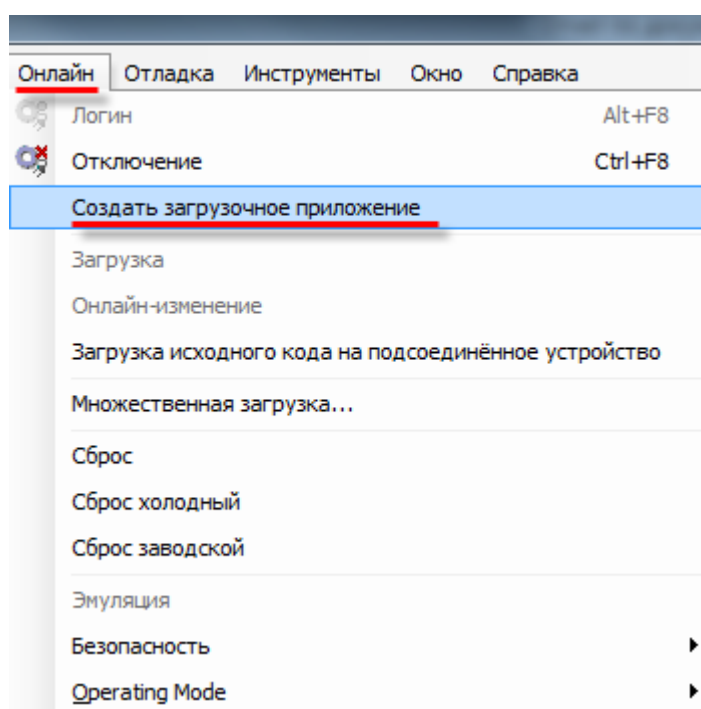 Онлайн Отладка Инструменты Окно Справка
Логин Alt+F8
Отключение Ctrl+F8
Создать загрузочное приложение
Загрузка
Онлайн-изменение
Загрузка исходного кода на подсоединённое устройство
Множественная загрузка...
Сброс
Сброс холодный
Сброс заводской
Эмуляция
Безопасность
Operating Mode